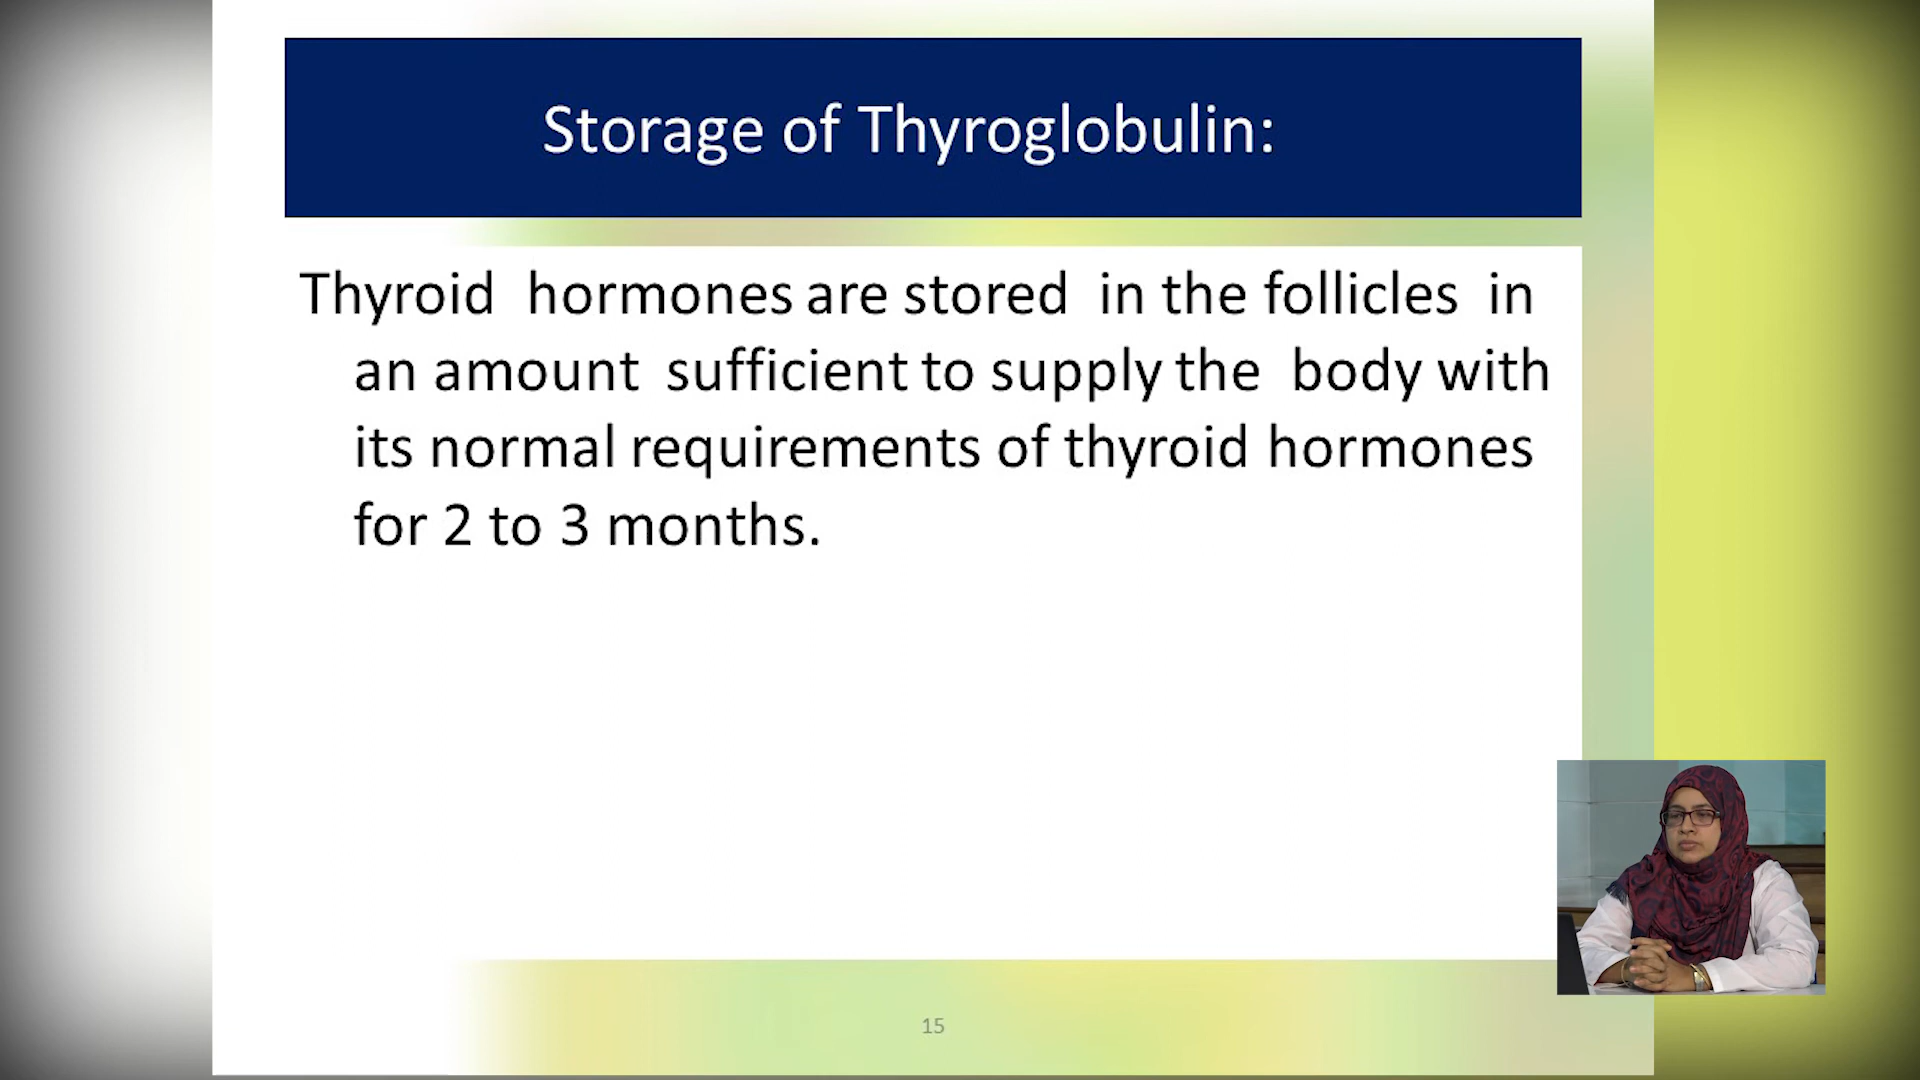 Storage of Thyroglobulin:
Thyroid hormones are stored in the follicles in
an amount sufficient to supply the body with
its normal requirements of thyroid hormones
for 2 to 3 months.
15